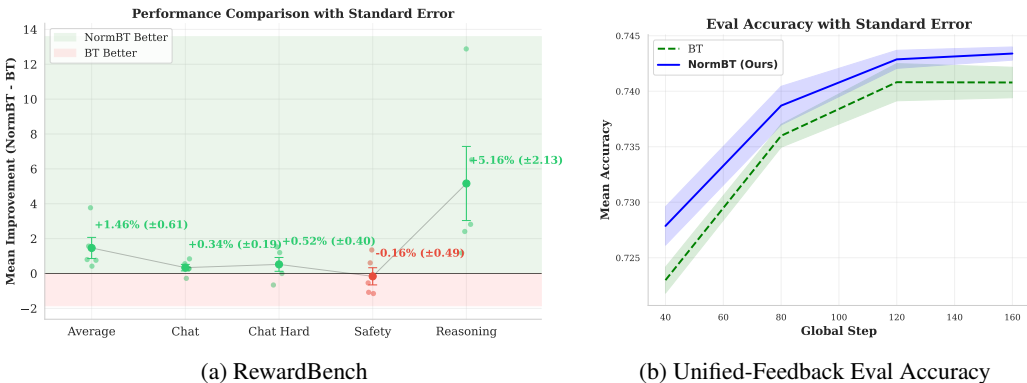 Performance Comparison with Standard Error
Mean Improvement (NormBT - BT)
14
12
10
8
6
4
2
0
−2
NormBT Better
BT Better
+1.46% (±0.61)
+0.34% (±0.19)
+0.52% (±0.40)
-0.16% (±0.49)
+5.16% (±2.13)
Average
Chat
Chat Hard
Safety
Reasoning
(a) RewardBench
Eval Accuracy with Standard Error
Mean Accuracy
0.745
0.740
0.735
0.730
0.725
BT
NormBT (Ours)
40
60
80
100
120
140
160
Global Step
(b) Unified-Feedback Eval Accuracy